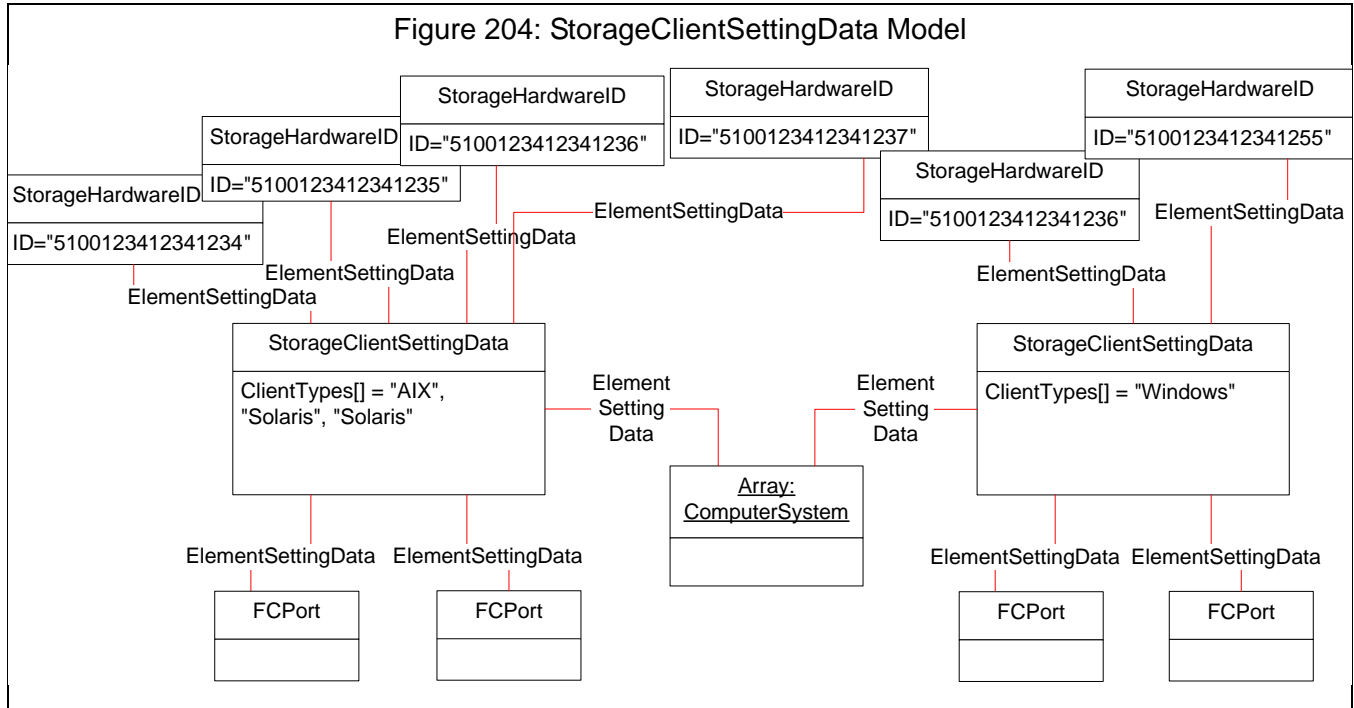 Figure 204: StorageClientSettingData Model
StorageHardwareID
ID="5100123412341234"
StorageHardwareID
ID="5100123412341235"
StorageHardwareID
ID="5100123412341236"
StorageHardwareID
ID="5100123412341237"
StorageHardwareID
ID="5100123412341236"
StorageHardwareID
ID="5100123412341255"
ElementSettingData
ElementSettingData
ElementSettingData
ElementSettingData
ElementSettingData
ElementSettingData
StorageClientSettingData
ClientTypes[] = "AIX",
"Solaris", "Solaris"
Element
Setting
Data
Element
Setting
Data
StorageClientSettingData
ClientTypes[] = "Windows"
Array:
ComputerSystem
ElementSettingData
ElementSettingData
ElementSettingData
ElementSettingData
FCPort
FCPort
FCPort
FCPort